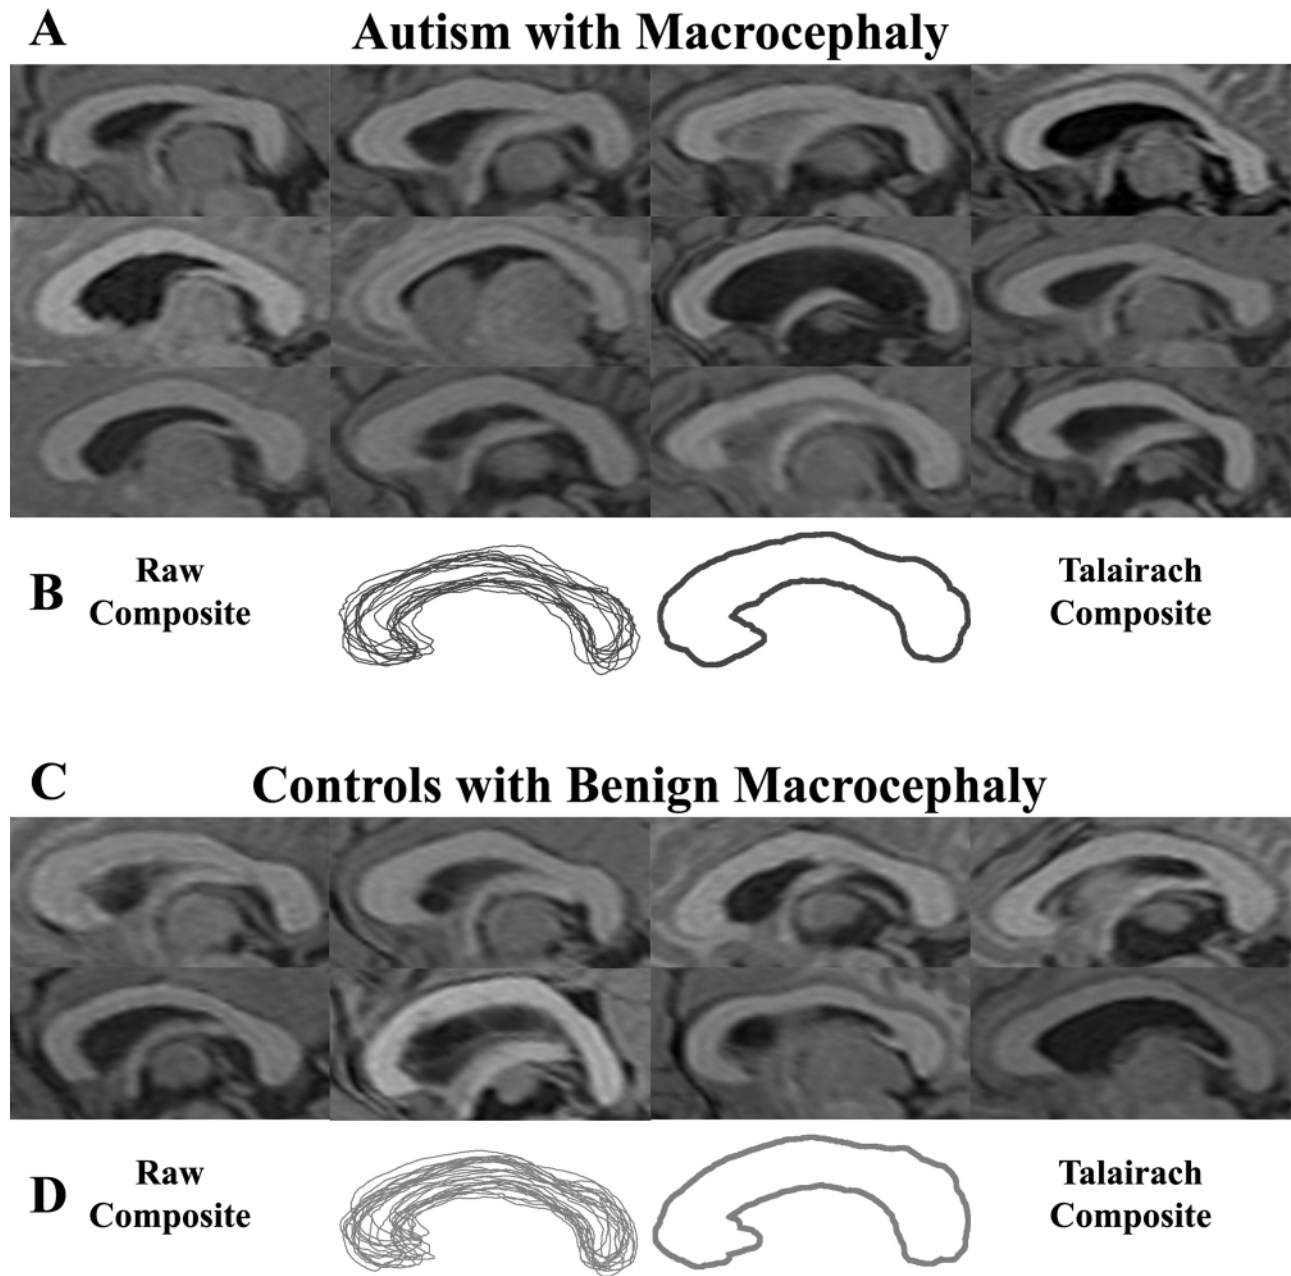 A
Autism with Macrocephaly
B
Raw
Composite
Talairach
Composite
C
Controls with Benign Macrocephaly
D
Raw
Composite
Talairach
Composite